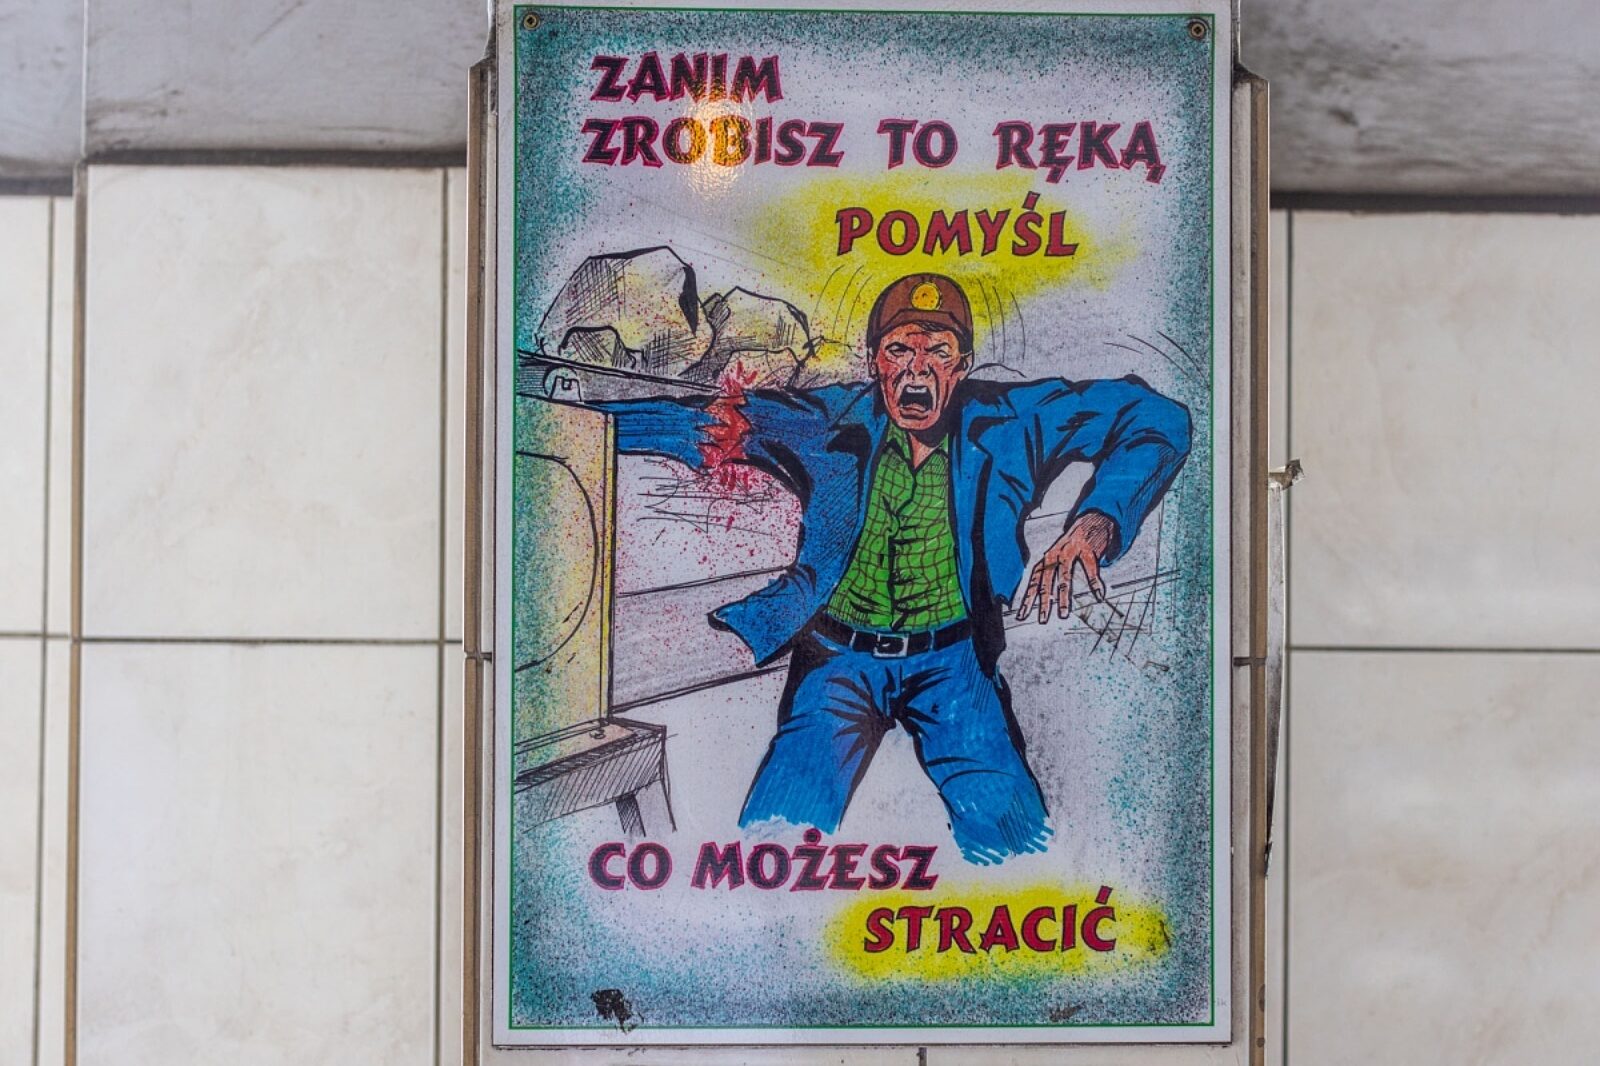 ZANIM
ZROBISZ TO RĘKĄ
POMYŚL
CO MOŻESZ
STRACIĆ